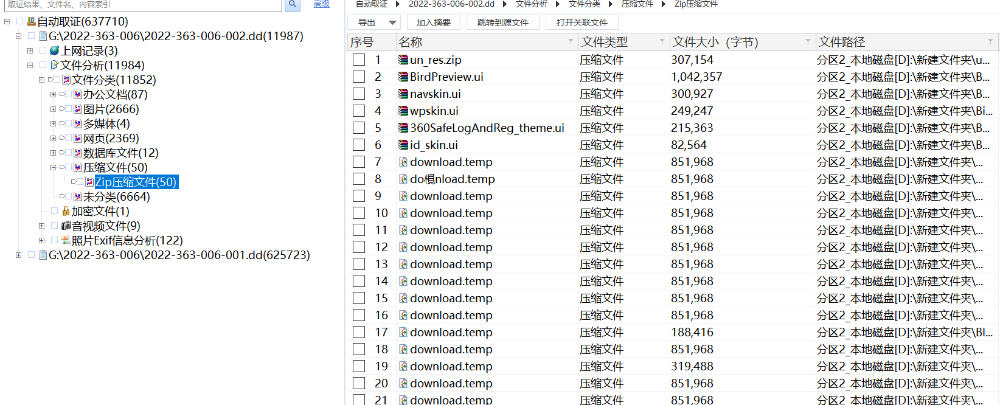 取证结果、文件名、内容索引
高级
自动取证(637710)
G:\2022-363-006\2022-363-006-002.dd(11987)
上网记录(3)
文件分析(11984)
文件分类(11852)
办公文档(87)
图片(2666)
多媒体(4)
网页(2369)
数据库文件(12)
压缩文件(50)
Zip压缩文件(50)
未分类(6664)
加密文件(1)
音视频文件(9)
照片Exif信息分析(122)
G:\2022-363-006\2022-363-006-001.dd(625723)
自动取证 2022-363-006-002.dd 文件分析 文件分类 压缩文件 Zip压缩文件
导出 加入摘要 跳转到源文件 打开关联文件
序号 名称 文件类型 文件大小（字节） 文件路径
1 un_res.zip 压缩文件 307,154 分区2_本地磁盘[D]:\新建文件夹\u...
2 BirdPreview.ui 压缩文件 1,042,357 分区2_本地磁盘[D]:\新建文件夹\B...
3 navskin.ui 压缩文件 300,927 分区2_本地磁盘[D]:\新建文件夹\B...
4 wpskin.ui 压缩文件 249,247 分区2_本地磁盘[D]:\新建文件夹\Bi...
5 360SafeLogAndReg_theme.ui 压缩文件 215,363 分区2_本地磁盘[D]:\新建文件夹\B...
6 id_skin.ui 压缩文件 82,564 分区2_本地磁盘[D]:\新建文件夹\B...
7 download.temp 压缩文件 851,968 分区2_本地磁盘[D]:\新建文件夹\...
8 do nload.temp 压缩文件 851,968 分区2_本地磁盘[D]:\新建文件夹\...
9 download.temp 压缩文件 851,968 分区2_本地磁盘[D]:\新建文件夹\...
10 download.temp 压缩文件 851,968 分区2_本地磁盘[D]:\新建文件夹\...
11 download.temp 压缩文件 851,968 分区2_本地磁盘[D]:\新建文件夹\...
12 download.temp 压缩文件 851,968 分区2_本地磁盘[D]:\新建文件夹\...
13 download.temp 压缩文件 851,968 分区2_本地磁盘[D]:\新建文件夹\...
14 download.temp 压缩文件 851,968 分区2_本地磁盘[D]:\新建文件夹\...
15 download.temp 压缩文件 851,968 分区2_本地磁盘[D]:\新建文件夹\...
16 download.temp 压缩文件 851,968 分区2_本地磁盘[D]:\新建文件夹\...
17 download.temp 压缩文件 188,416 分区2_本地磁盘[D]:\新建文件夹\Bl...
18 download.temp 压缩文件 851,968 分区2_本地磁盘[D]:\新建文件夹\...
19 download.temp 压缩文件 319,488 分区2_本地磁盘[D]:\新建文件夹\...
20 download.temp 压缩文件 851,968 分区2_本地磁盘[D]:\新建文件夹\...
21 download.temp 压缩文件 851,968 分区2_本地磁盘[D]:\新建文件夹\...